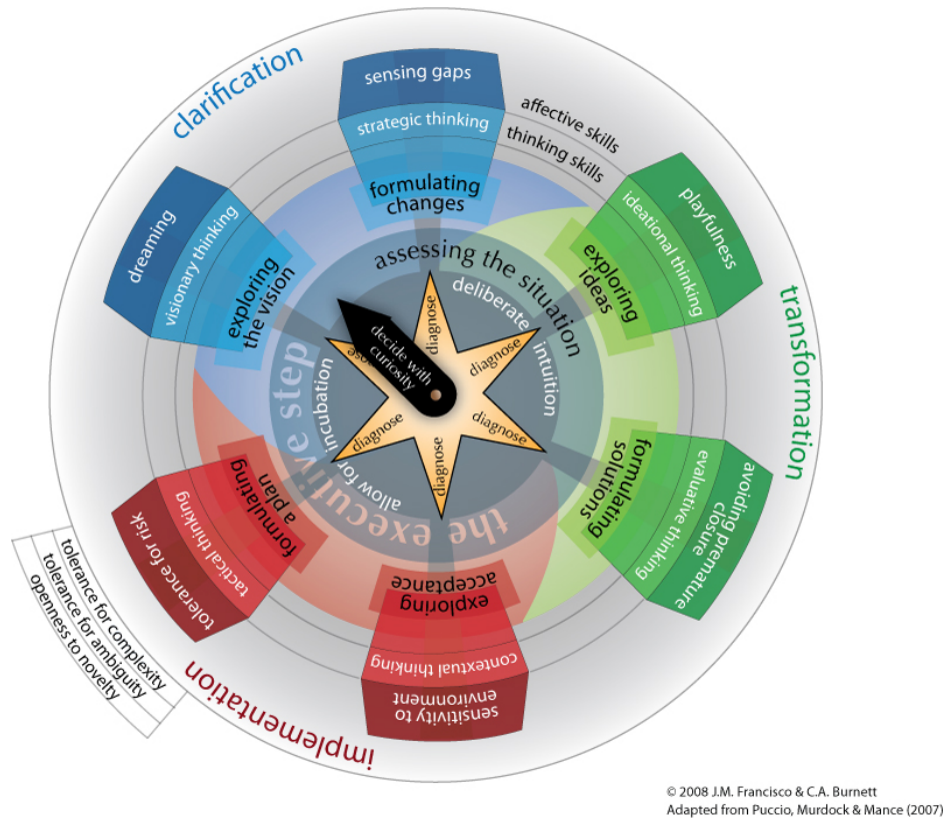 clarification
sensing gaps
strategic thinking
formulating
changes
affective skills
thinking skills
playfulness
ideational thinking
exploring
ideas
transformation
avoiding premature
closure
evaluative thinking
formulating
solutions
dreaming
visionary thinking
exploring
the vision
assessing the situation
deliberate
intuition
allow for incubation
the executive step
decide with
curiosity
diagnose
diagnose
diagnose
diagnose
diagnose
ose
formulating
a plan
tactical thinking
tolerance for risk
exploring
acceptance
contextual thinking
sensitivity to
environment
implementation
tolerance for complexity
tolerance for ambiguity
openness to novelty
© 2008 J.M. Francisco & C.A. Burnett
Adapted from Puccio, Murdock & Mance (2007)